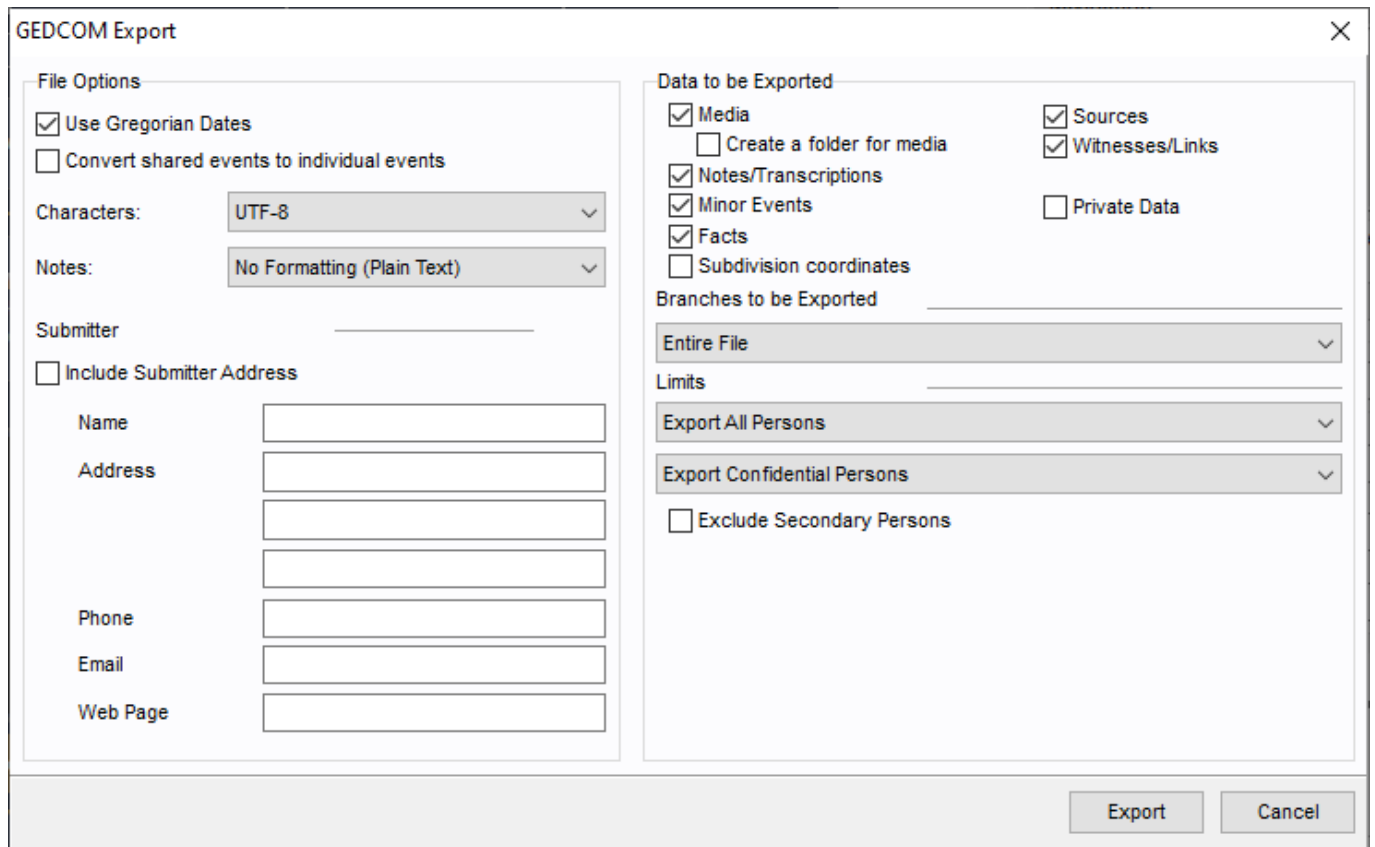 GEDCOM Export
File Options
Use Gregorian Dates
Convert shared events to individual events
Characters: UTF-8
Notes: No Formatting (Plain Text)
Submitter
Include Submitter Address
Name
Address
Phone
Email
Web Page
Data to be Exported
Media
Create a folder for media
Notes/Transcriptions
Minor Events
Facts
Subdivision coordinates
Sources
Witnesses/Links
Private Data
Branches to be Exported
Entire File
Limits
Export All Persons
Export Confidential Persons
Exclude Secondary Persons
Export Cancel